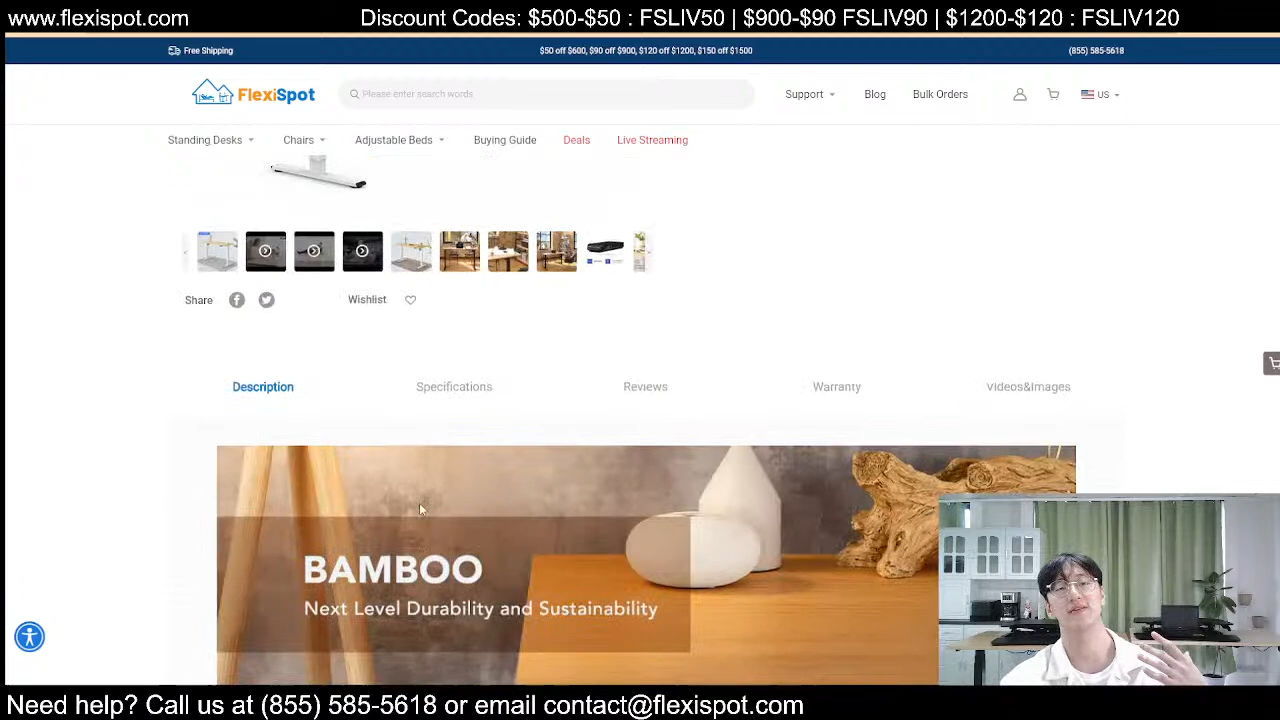 www.flexispot.com
Discount Codes: $500-$50 : FSLIV50 | $900-$90 FSLIV90 | $1200-$120 : FSLIV120
Free Shipping
$50 off $600, $90 off $900, $120 off $1200, $150 off $1500
(855) 585-5618
FlexiSpot
Please enter search words
Support
Blog
Bulk Orders
US
Standing Desks
Chairs
Adjustable Beds
Buying Guide
Deals
Live Streaming
Share
Wishlist
Description
Specifications
Reviews
Warranty
Videos&Images
BAMBOO
Next Level Durability and Sustainability
Need help? Call us at (855) 585-5618 or email contact@flexispot.com